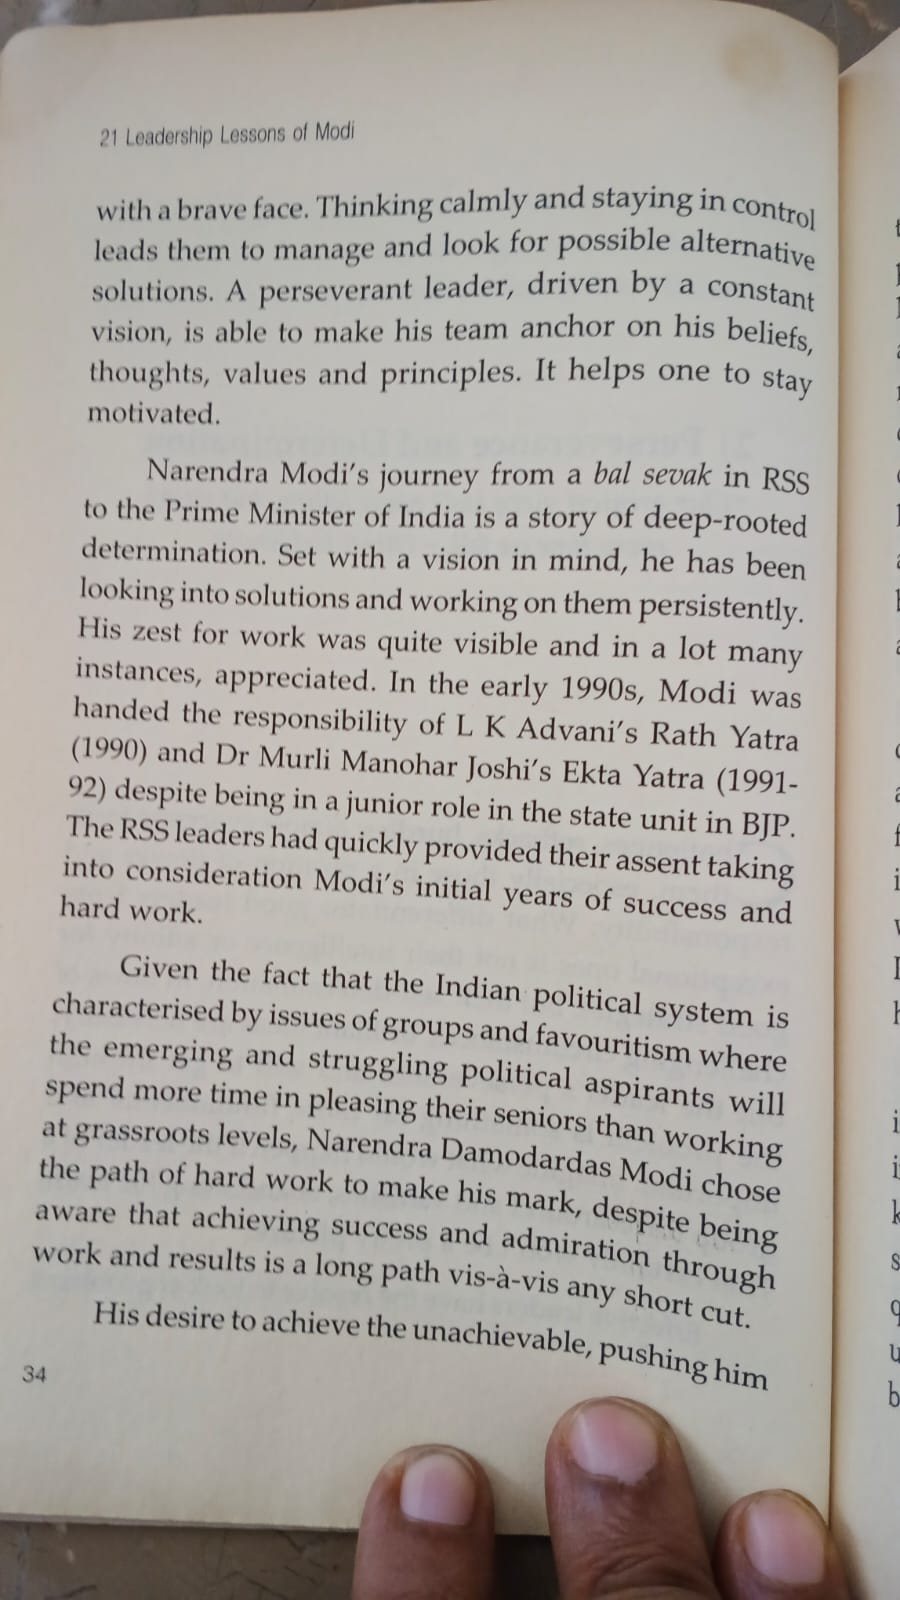 21 Leadership Lessons of Modi
with a brave face. Thinking calmly and staying in control
leads them to manage and look for possible alternative
solutions. A perseverant leader, driven by a constant
vision, is able to make his team anchor on his beliefs,
thoughts, values and principles. It helps one to stay
motivated.
Narendra Modi's journey from a bal sevak in RSS
to the Prime Minister of India is a story of deep-rooted
determination. Set with a vision in mind, he has been
looking into solutions and working on them persistently.
His zest for work was quite visible and in a lot many
instances, appreciated. In the early 1990s, Modi was
handed the responsibility of L K Advani's Rath Yatra
(1990) and Dr Murli Manohar Joshi's Ekta Yatra (1991-
92) despite being in a junior role in the state unit in BJP.
The RSS leaders had quickly provided their assent taking
into consideration Modi's initial years of success and
hard work.
Given the fact that the Indian political system is
characterised by issues of groups and favouritism where
the emerging and struggling political aspirants will
spend more time in pleasing their seniors than working
at grassroots levels, Narendra Damodardas Modi chose
the path of hard work to make his mark, despite being
aware that achieving success and admiration through
work and results is a long path vis-à-vis any short cut.
His desire to achieve the unachievable, pushing him
34